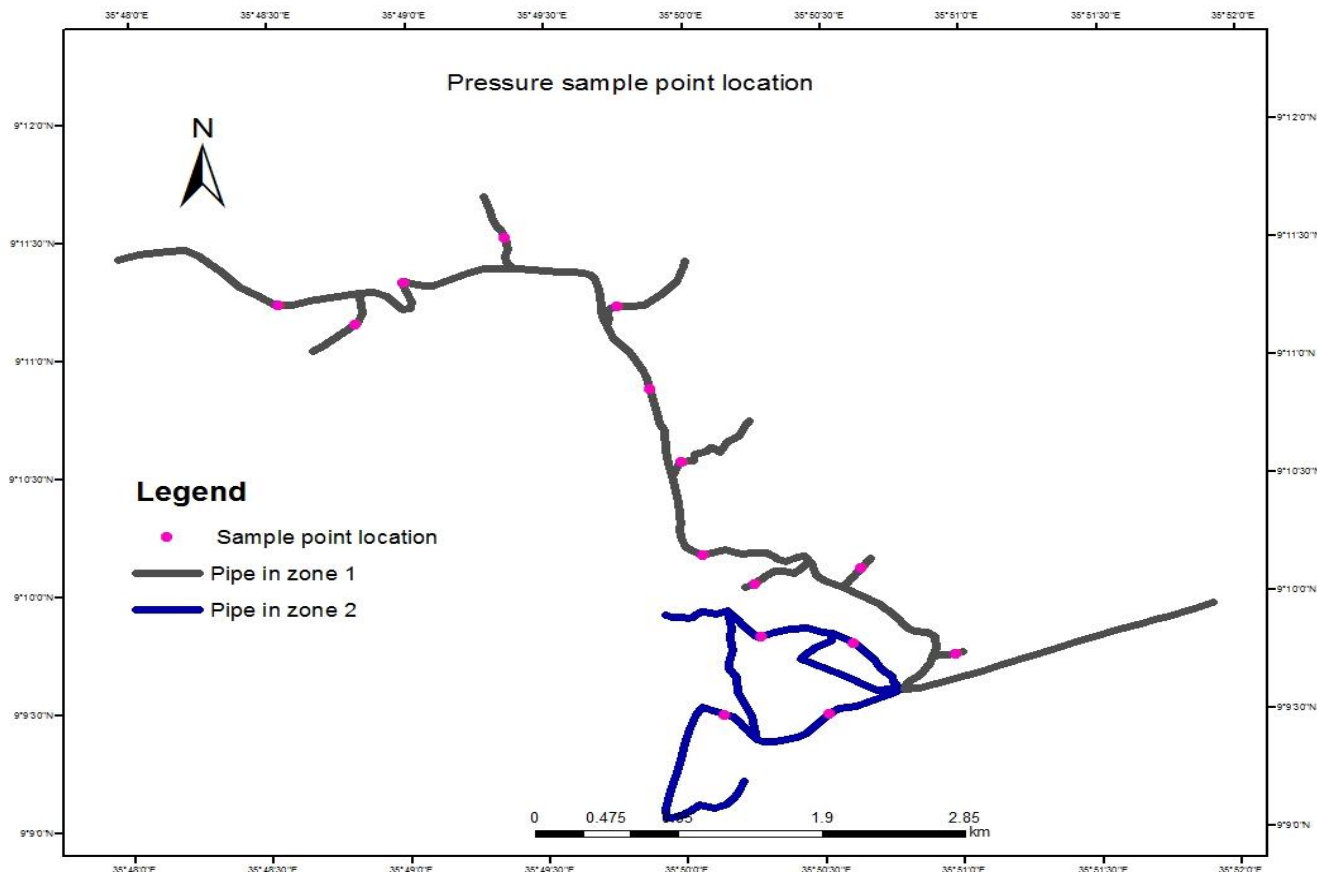 35°48'0"E 35°48'30"E 35°49'0"E 35°49'30"E 35°50'0"E 35°50'30"E 35°51'0"E 35°51'30"E 35°52'0"E
Pressure sample point location
N
9°12'0"N 9°12'0"N
9°11'30"N 9°11'30"N
9°11'0"N 9°11'0"N
9°10'30"N 9°10'30"N
Legend
Sample point location
Pipe in zone 1
Pipe in zone 2
9°10'0"N 9°10'0"N
9°9'30"N 9°9'30"N
0 0.475 1.9 2.85
km
9°9'0"N 9°9'0"N
35°48'0"E 35°48'30"E 35°49'0"E 35°49'30"E 35°50'0"E 35°50'30"E 35°51'0"E 35°51'30"E 35°52'0"E